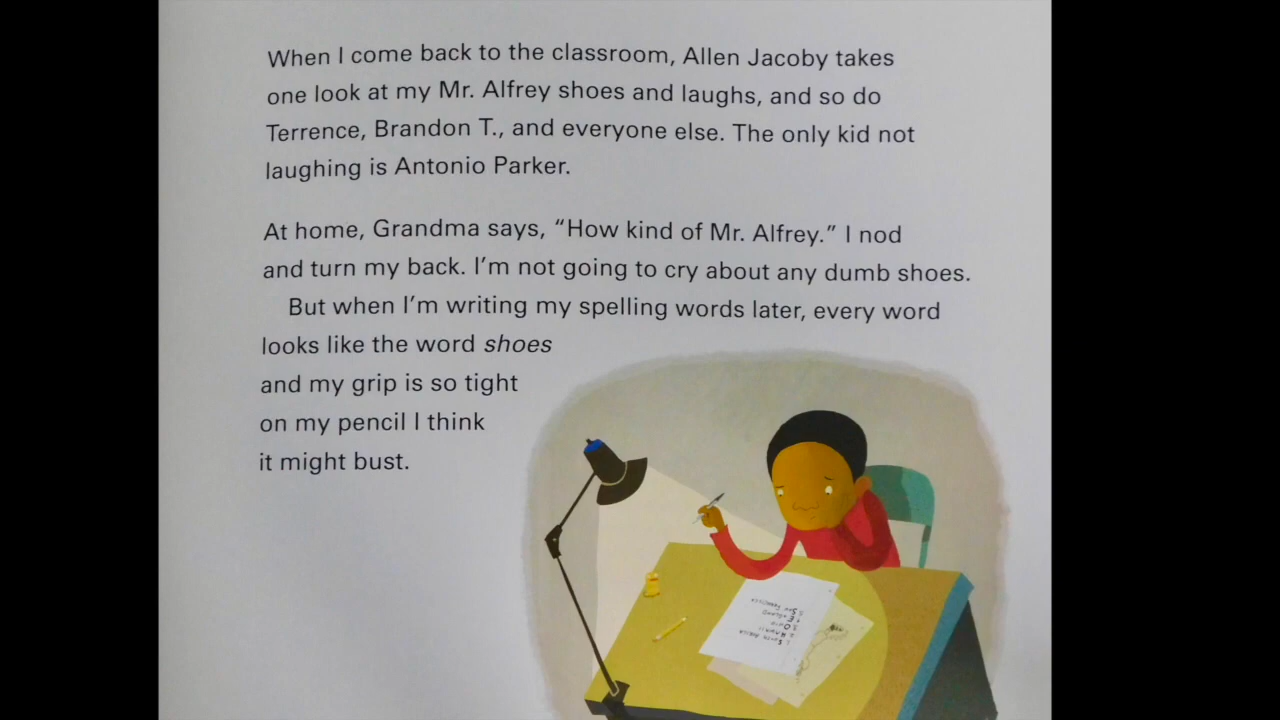 When I come back to the classroom, Allen Jacoby takes
one look at my Mr. Alfrey shoes and laughs, and so do
Terrence, Brandon T., and everyone else. The only kid not
laughing is Antonio Parker.
At home, Grandma says, “How kind of Mr. Alfrey.” I nod
and turn my back. I’m not going to cry about any dumb shoes.
But when I’m writing my spelling words later, every word
looks like the word shoes
and my grip is so tight
on my pencil I think
it might bust.